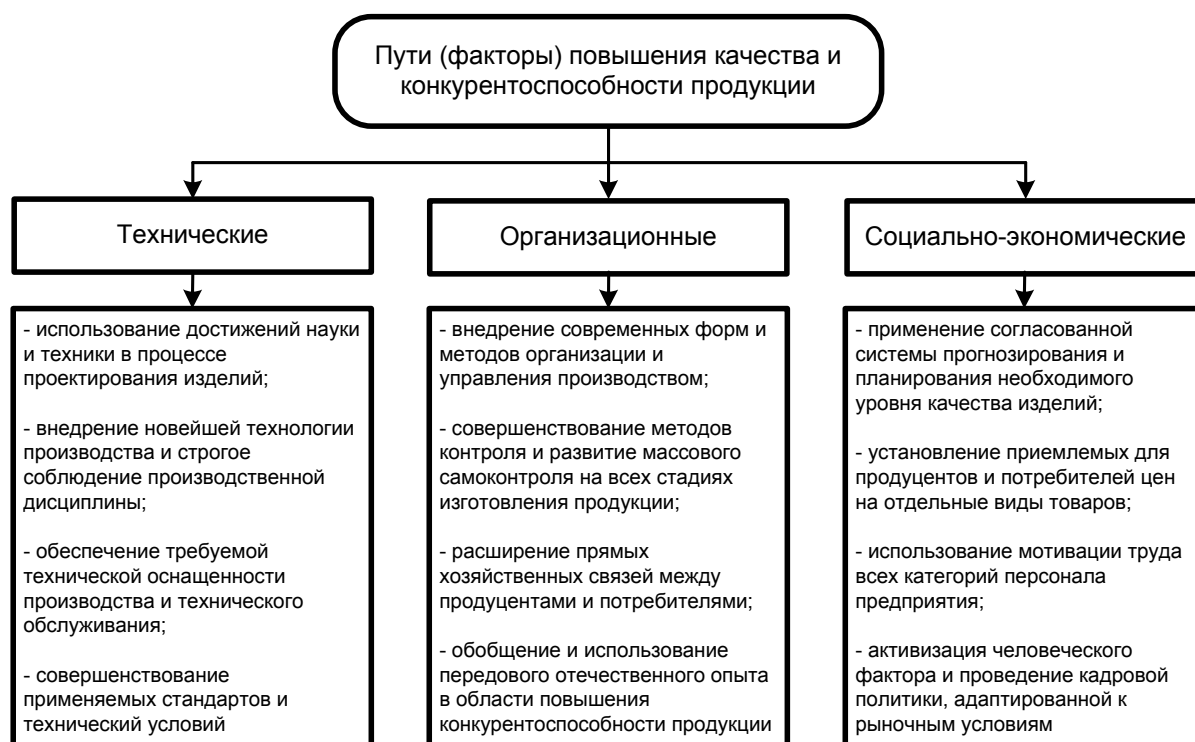 Пути (факторы) повышения качества и
конкурентоспособности продукции
Технические
Организационные
Социально-экономические
- использование достижений науки
и техники в процессе
проектирования изделий;
- внедрение новейшей технологии
производства и строгое
соблюдение производственной
дисциплины;
- обеспечение требуемой
технической оснащенности
производства и технического
обслуживания;
- совершенствование
применяемых стандартов и
технический условий
- внедрение современных форм и
методов организации и
управления производством;
- совершенствование методов
контроля и развитие массового
самоконтроля на всех стадиях
изготовления продукции;
- расширение прямых
хозяйственных связей между
продуцентами и потребителями;
- обобщение и использование
передового отечественного опыта
в области повышения
конкурентоспособности продукции
- применение согласованной
системы прогнозирования и
планирования необходимого
уровня качества изделий;
- установление приемлемых для
продуцентов и потребителей цен
на отдельные виды товаров;
- использование мотивации труда
всех категорий персонала
предприятия;
- активизация человеческого
фактора и проведение кадровой
политики, адаптированной к
рыночным условиям